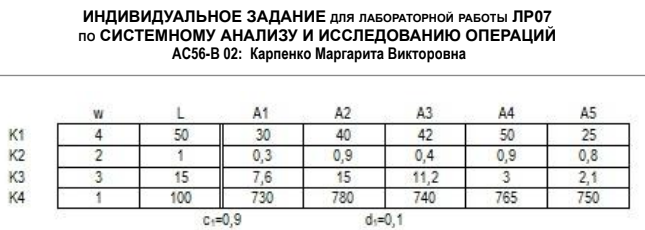 ИНДИВИДУАЛЬНОЕ ЗАДАНИЕ ДЛЯ ЛАБОРАТОРНОЙ РАБОТЫ ЛР07
ПО СИСТЕМНОМУ АНАЛИЗУ И ИССЛЕДОВАНИЮ ОПЕРАЦИЙ
АС56-В 02: Карпенко Маргарита Викторовна
w L A1 A2 A3 A4 A5
K1 4 50 30 40 42 50 25
K2 2 1 0,3 0,9 0,4 0,9 0,8
K3 3 15 7,6 15 11,2 3 2,1
K4 1 100 730 780 740 765 750
c₁=0,9 d₁=0,1